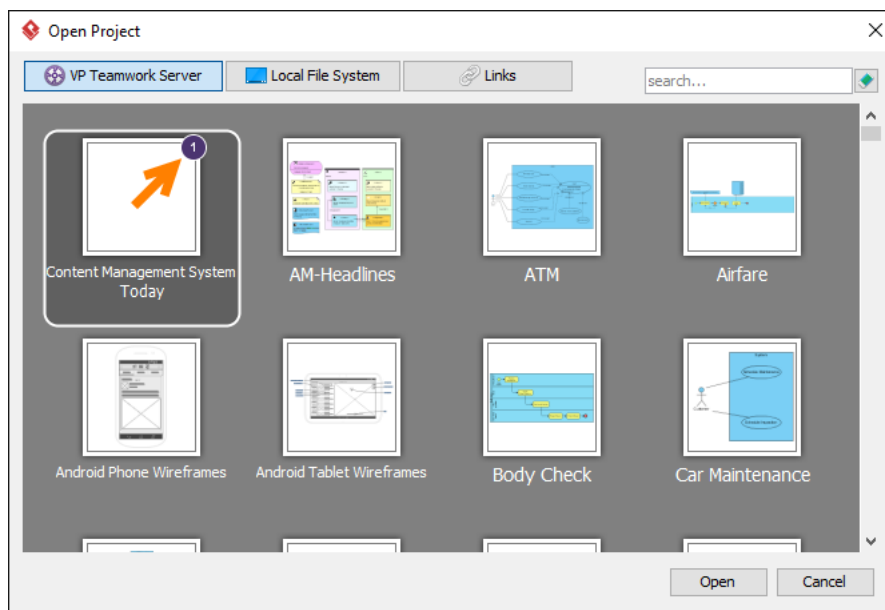 Open Project
VP Teamwork Server
Local File System
Links
search...
1
Content Management System
Today
AM-Headlines
ATM
Airfare
Android Phone Wireframes
Android Tablet Wireframes
Body Check
Car Maintenance
Open
Cancel